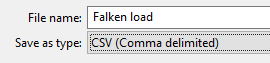 File name: Falken load
Save as type: CSV (Comma delimited)